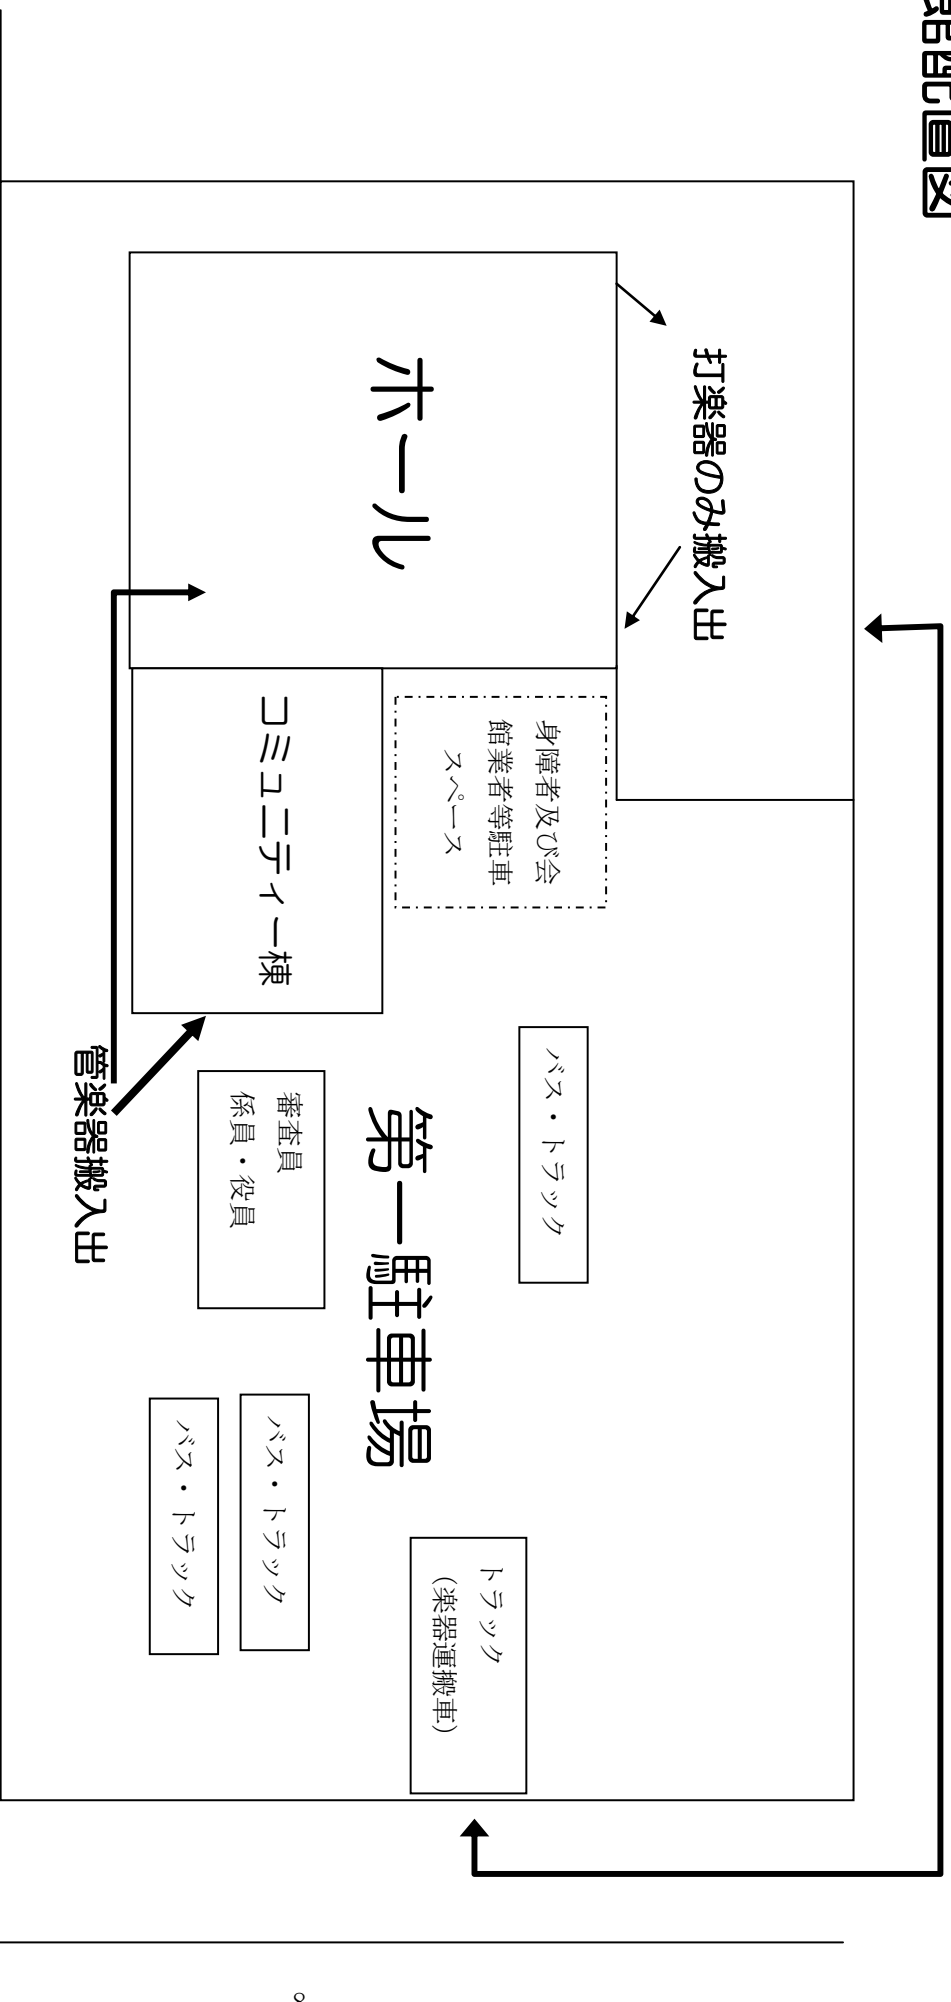 器配置図
打楽器のみ搬入出
ホール
身障者及び会
館業者等駐車
スペース
コミュニティー棟
管楽器搬入出
バス・トラック
第一駐車場
審査員
係員・役員
バス・トラック
バス・トラック
トラック
（楽器運搬車）
8